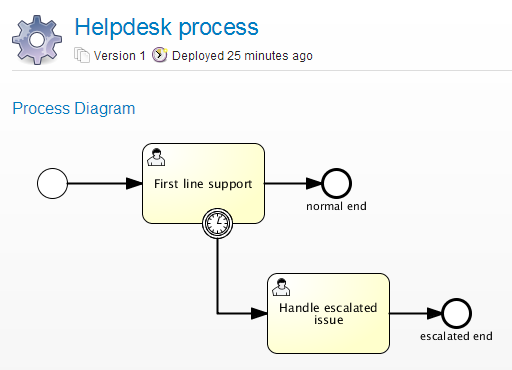 Helpdesk process
Version 1 Deployed 25 minutes ago
Process Diagram
First line support
normal end
Handle escalated
issue
escalated end